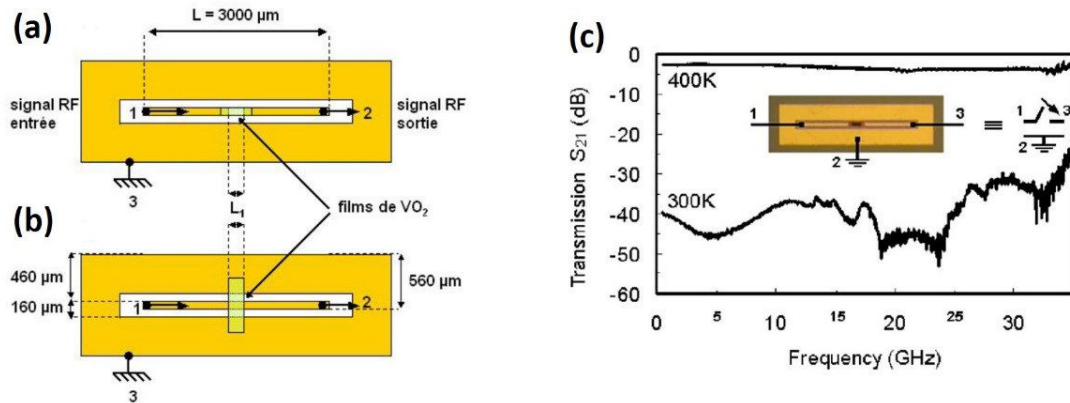 (a)
L = 3000 µm
signal RF
entrée
1
2
signal RF
sortie
3
L₁
films de VO₂
(b)
460 µm
160 µm
560 µm
1
2
3
(c)
Transmission S₂₁ (dB)
0
-10
-20
-30
-40
-50
-60
400K
300K
1
3
2
1
3
2
0
5
10
15
20
25
30
Frequency (GHz)